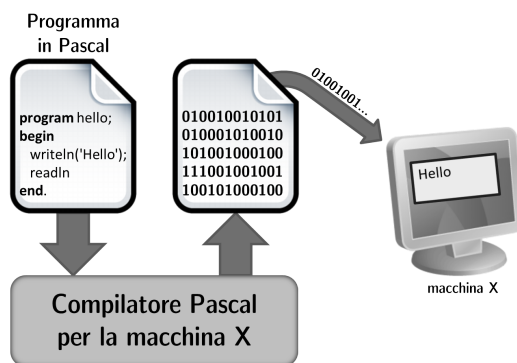 Programma
in Pascal
program hello;
begin
writeln('Hello');
readln
end.
010010010101
010001010010
101001000100
111001001001
100101000100
01001001...
Hello
macchina X
Compilatore Pascal
per la macchina X